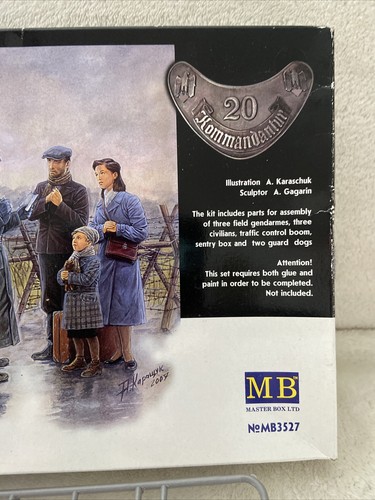 20
Kommandantur
Illustration A. Karaschuk
Sculptor A. Gagarin
The kit includes parts for assembly
of three field gendarmes, three
civilians, traffic control boom,
sentry box and two guard dogs
Attention!
This set requires both glue and
paint in order to be completed.
Not included.
А. Каращук
2004
MB
MASTER BOX LTD
№MB3527